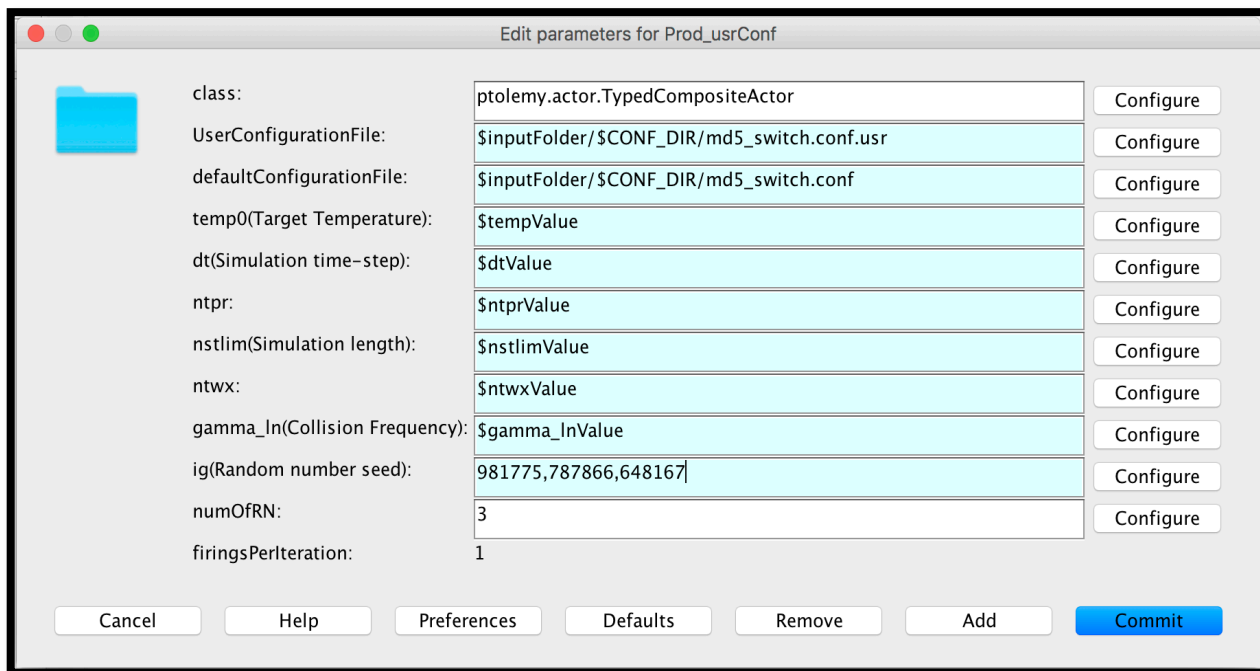 Edit parameters for Prod_usrConf
class: ptolemy.actor.TypedCompositeActor Configure
UserConfigurationFile: $inputFolder/$CONF_DIR/md5_switch.conf.usr Configure
defaultConfigurationFile: $inputFolder/$CONF_DIR/md5_switch.conf Configure
temp0(Target Temperature): $tempValue Configure
dt(Simulation time-step): $dtValue Configure
ntpr: $ntprValue Configure
nstlim(Simulation length): $nstlimValue Configure
ntwx: $ntwxValue Configure
gamma_ln(Collision Frequency): $gamma_lnValue Configure
ig(Random number seed): 981775,787866,648167 Configure
numOfRN: 3 Configure
firingsPerIteration: 1
Cancel Help Preferences Defaults Remove Add Commit